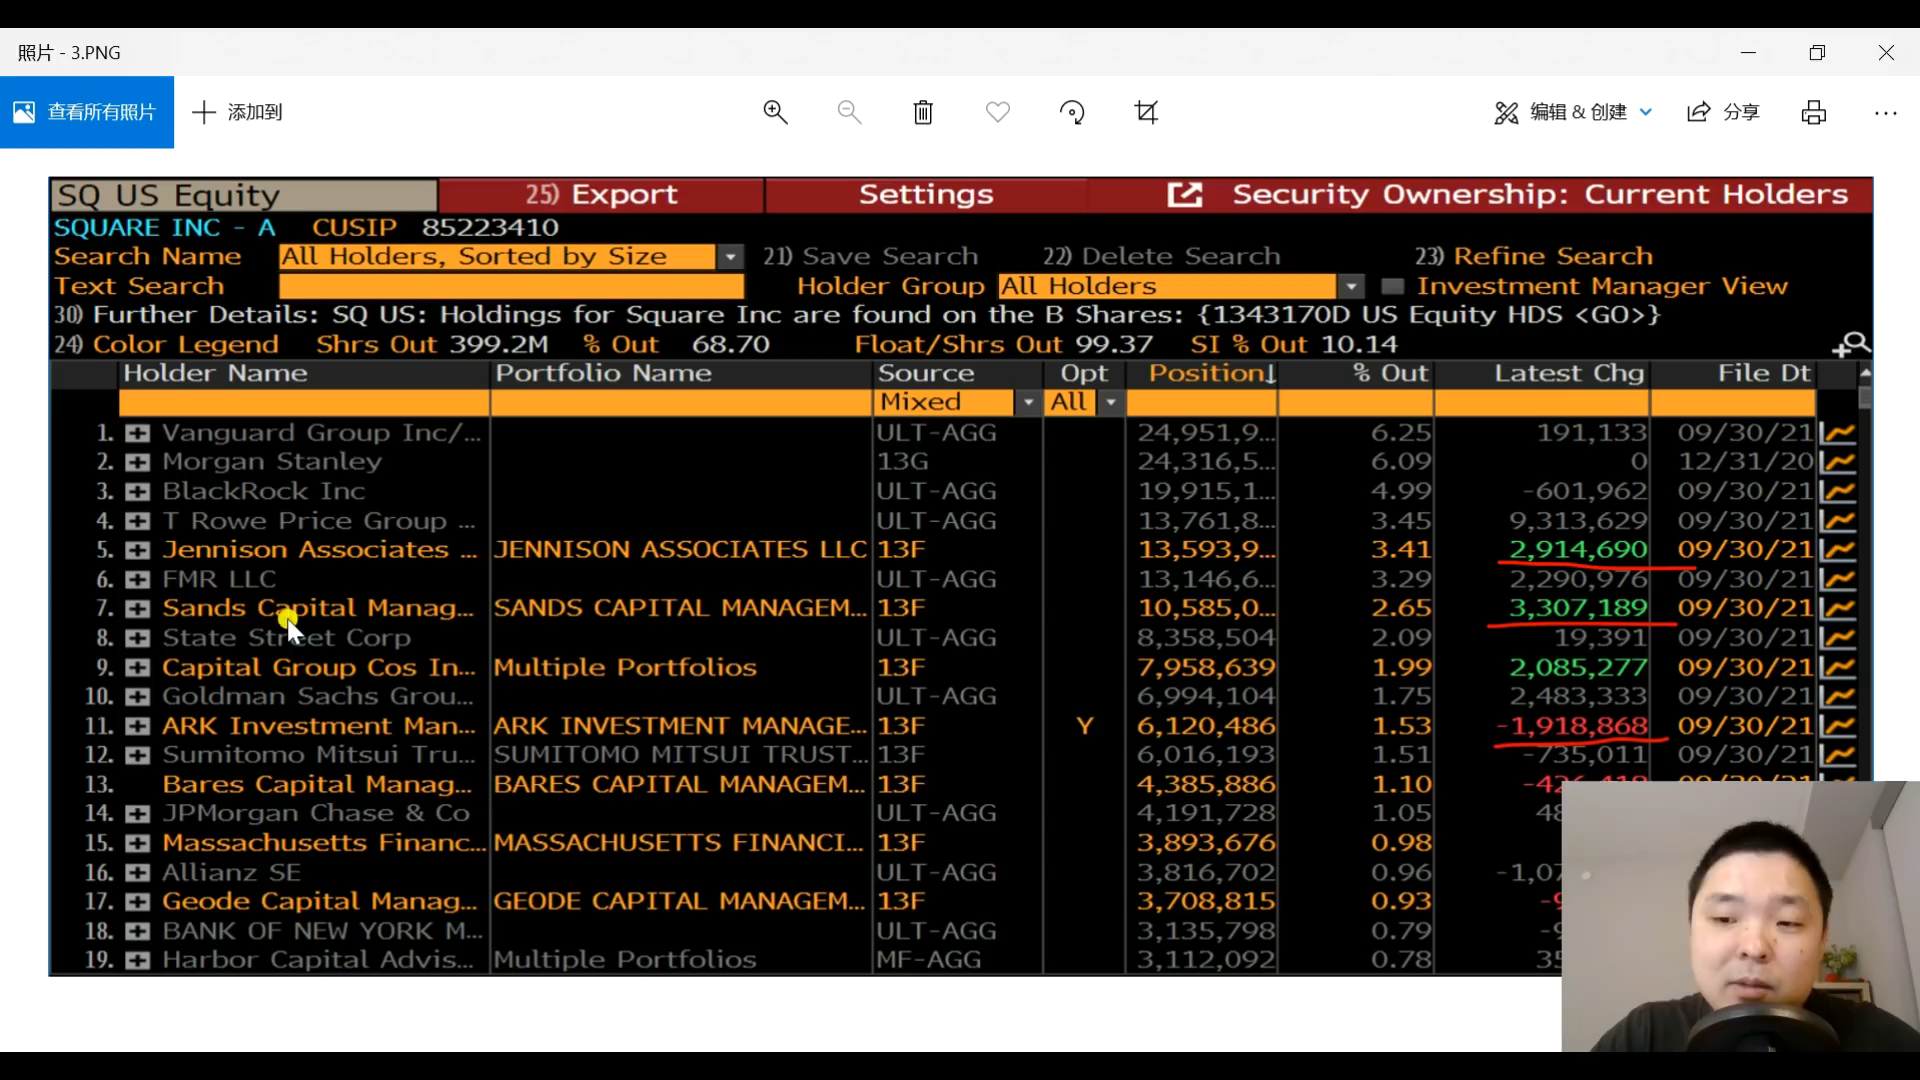 照片 - 3.PNG
查看所有照片 添加到 编辑 & 创建 分享
SQ US Equity 25) Export Settings Security Ownership: Current Holders
SQUARE INC - A CUSIP 85223410
Search Name All Holders, Sorted by Size 21) Save Search 22) Delete Search 23) Refine Search
Text Search Holder Group All Holders Investment Manager View
30) Further Details: SQ US: Holdings for Square Inc are found on the B Shares: {1343170D US Equity HDS <GO>}
24) Color Legend Shrs Out 399.2M % Out 68.70 Float/Shrs Out 99.37 SI % Out 10.14
Holder Name Portfolio Name Source Opt Position↓ % Out Latest Chg File Dt
Mixed All
1. Vanguard Group Inc/... ULT-AGG 24,951,9... 6.25 191,133 09/30/21
2. Morgan Stanley 13G 24,316,5... 6.09 0 12/31/20
3. BlackRock Inc ULT-AGG 19,915,1... 4.99 -601,962 09/30/21
4. T Rowe Price Group ... ULT-AGG 13,761,8... 3.45 9,313,629 09/30/21
5. Jennison Associates ... JENNISON ASSOCIATES LLC 13F 13,593,9... 3.41 2,914,690 09/30/21
6. FMR LLC ULT-AGG 13,146,6... 3.29 2,290,976 09/30/21
7. Sands Capital Manag... SANDS CAPITAL MANAGEM... 13F 10,585,0... 2.65 3,307,189 09/30/21
8. State Street Corp ULT-AGG 8,358,504 2.09 19,391 09/30/21
9. Capital Group Cos In... Multiple Portfolios 13F 7,958,639 1.99 2,085,277 09/30/21
10. Goldman Sachs Grou... ULT-AGG 6,994,104 1.75 2,483,333 09/30/21
11. ARK Investment Man... ARK INVESTMENT MANAGE... 13F Y 6,120,486 1.53 -1,918,868 09/30/21
12. Sumitomo Mitsui Tru... SUMITOMO MITSUI TRUST... 13F 6,016,193 1.51 -735,011 09/30/21
13. Bares Capital Manag... BARES CAPITAL MANAGEM... 13F 4,385,886 1.10
14. JPMorgan Chase & Co ULT-AGG 4,191,728 1.05 48
15. Massachusetts Financ... MASSACHUSETTS FINANCI... 13F 3,893,676 0.98
16. Allianz SE ULT-AGG 3,816,702 0.96 -1,07
17. Geode Capital Manag... GEODE CAPITAL MANAGEM... 13F 3,708,815 0.93
18. BANK OF NEW YORK M... ULT-AGG 3,135,798 0.79
19. Harbor Capital Advis... Multiple Portfolios MF-AGG 3,112,092 0.78